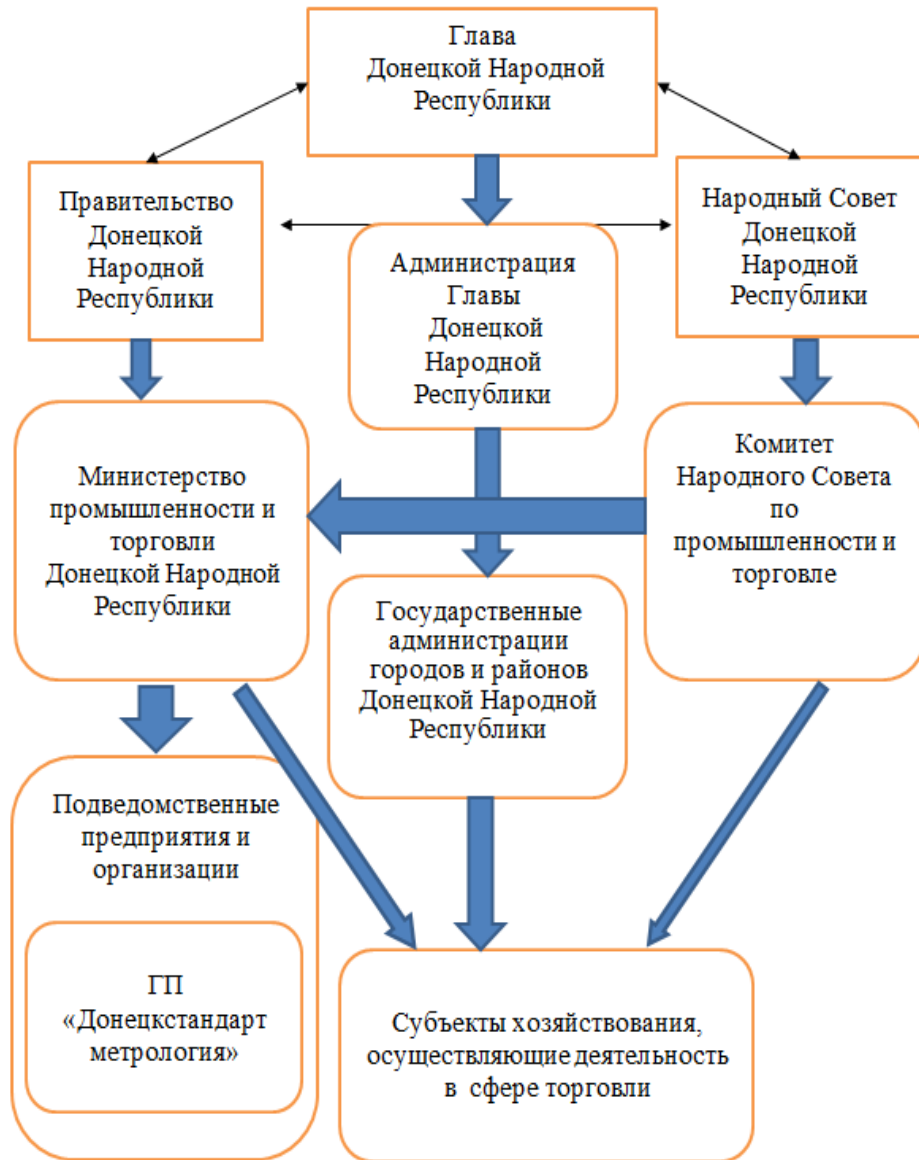 Глава
Донецкой Народной
Республики
Правительство
Донецкой
Народной
Республики
Народный Совет
Донецкой
Народной
Республики
Администрация
Главы
Донецкой
Народной
Республики
Министерство
промышленности и
торговли
Донецкой Народной
Республики
Комитет
Народного Совета
по
промышленности и
торговле
Государственные
администрации
городов и районов
Донецкой Народной
Республики
Подведомственные
предприятия и
организации
ГП
«Донецкстандарт
метрология»
Субъекты хозяйствования,
осуществляющие деятельность
в сфере торговли